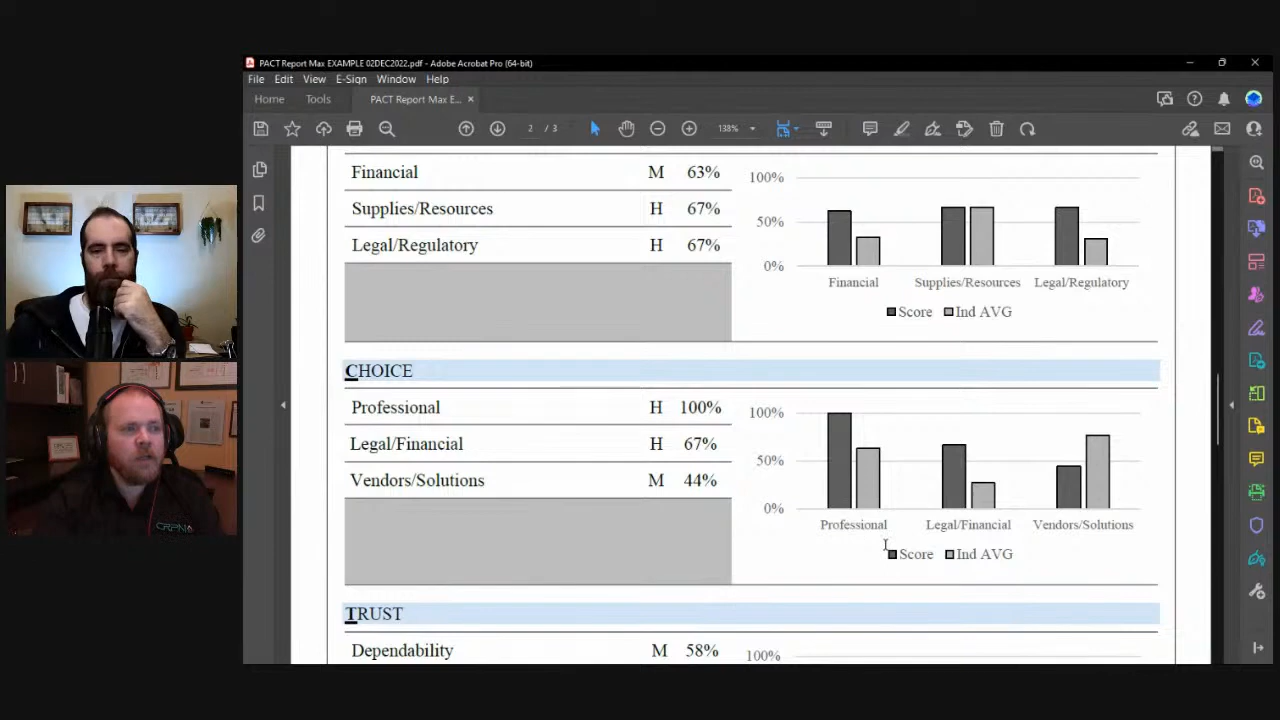 PACT Report Max EXAMPLE 02DEC2022.pdf - Adobe Acrobat Pro (64-bit)
File Edit View E-Sign Window Help
Home Tools PACT Report Max E... ×
2 / 3 138%
Financial M 63%
Supplies/Resources H 67%
Legal/Regulatory H 67%
100%
50%
0%
Financial Supplies/Resources Legal/Regulatory
Score Ind AVG
CHOICE
Professional H 100%
Legal/Financial H 67%
Vendors/Solutions M 44%
100%
50%
0%
Professional Legal/Financial Vendors/Solutions
Score Ind AVG
TRUST
Dependability M 58%
100%
CRPNA